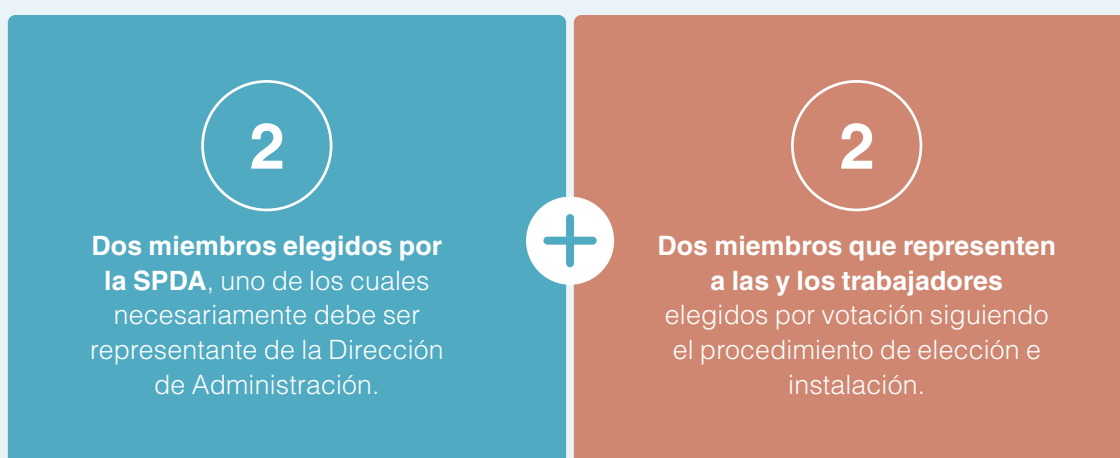 2
Dos miembros elegidos por
la SPDA, uno de los cuales
necesariamente debe ser
representante de la Dirección
de Administración.
+
2
Dos miembros que representen
a las y los trabajadores
elegidos por votación siguiendo
el procedimiento de elección e
instalación.